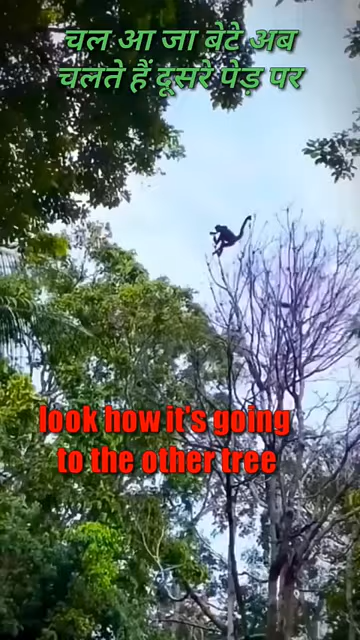 चल आ जा बेटे अब
चलते हैं दूसरे पेड़ पर
look how it's going
to the other tree